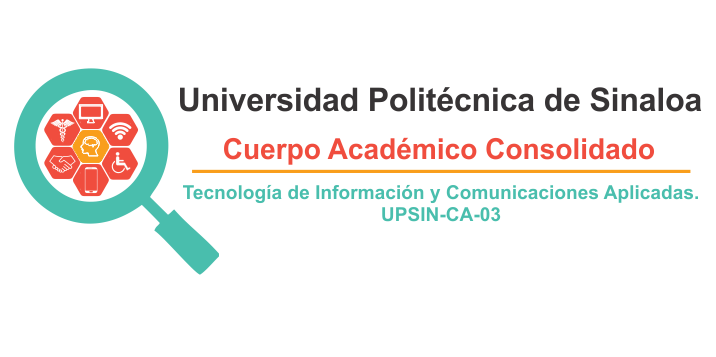 Universidad Politécnica de Sinaloa
Cuerpo Académico Consolidado
Tecnología de Información y Comunicaciones Aplicadas.
UPSIN-CA-03